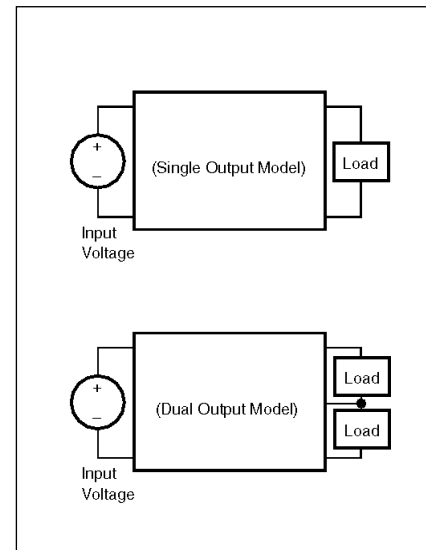 +
(Single Output Model)
Load
−
Input
Voltage
+
Load
(Dual Output Model)
−
Load
Input
Voltage